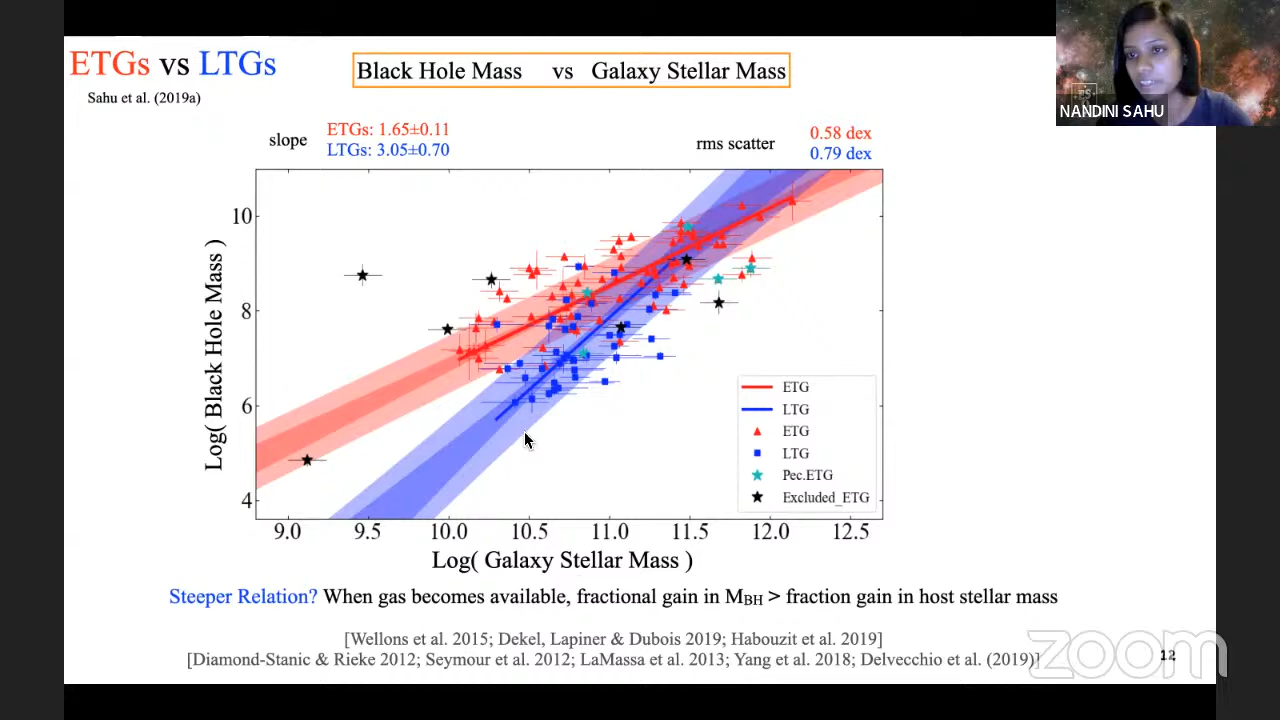 ETGs vs LTGs
Sahu et al. (2019a)
Black Hole Mass vs Galaxy Stellar Mass
NANDINI SAHU
slope
ETGs: 1.65±0.11
LTGs: 3.05±0.70
rms scatter
0.58 dex
0.79 dex
Log( Black Hole Mass )
10
8
6
4
ETG
LTG
ETG
LTG
Pec.ETG
Excluded_ETG
9.0 9.5 10.0 10.5 11.0 11.5 12.0 12.5
Log( Galaxy Stellar Mass )
Steeper Relation? When gas becomes available, fractional gain in MBH > fraction gain in host stellar mass
[Wellons et al. 2015; Dekel, Lapiner & Dubois 2019; Habouzit et al. 2019]
[Diamond-Stanic & Rieke 2012; Seymour et al. 2012; LaMassa et al. 2013; Yang et al. 2018; Delvecchio et al. (2019)]
zoom
12